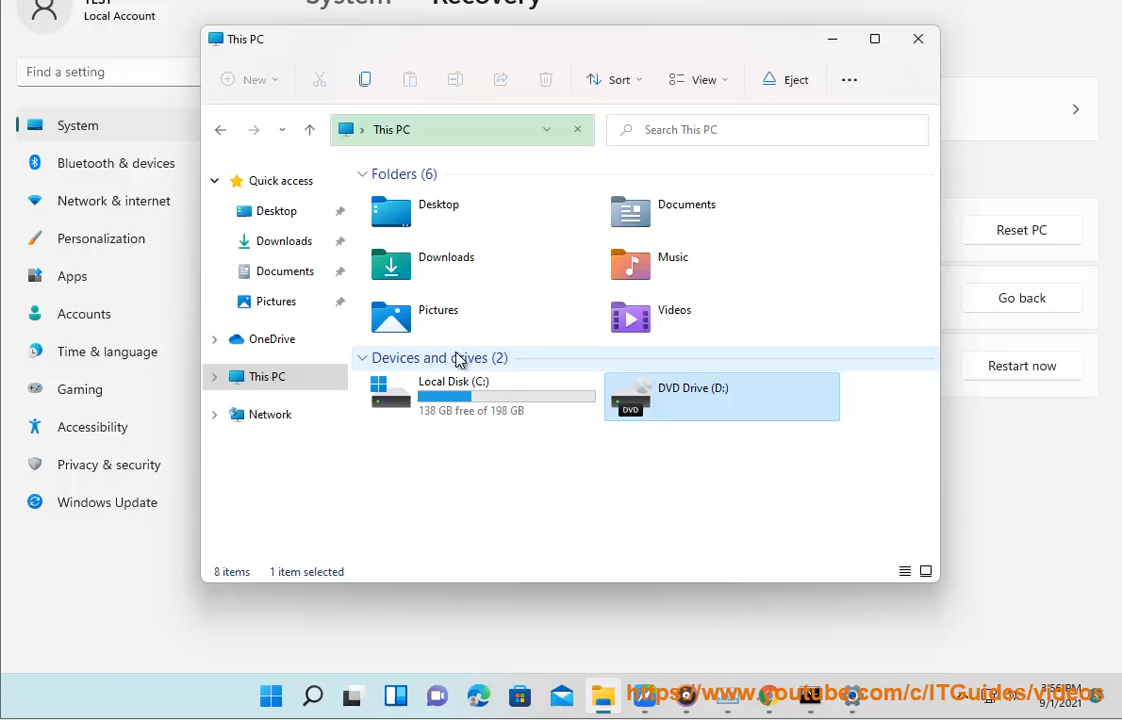 TEST
Local Account
System
Recovery
Find a setting
System
Bluetooth & devices
Network & internet
Personalization
Apps
Accounts
Time & language
Gaming
Accessibility
Privacy & security
Windows Update
This PC
New
Sort
View
Eject
This PC
Search This PC
Quick access
Desktop
Downloads
Documents
Pictures
OneDrive
This PC
Network
Folders (6)
Desktop
Documents
Downloads
Music
Pictures
Videos
Devices and drives (2)
Local Disk (C:)
138 GB free of 198 GB
DVD
DVD Drive (D:)
8 items
1 item selected
Reset PC
Go back
Restart now
https://www.youtube.com/c/ITGuides/videos
3:56 PM
9/1/2021